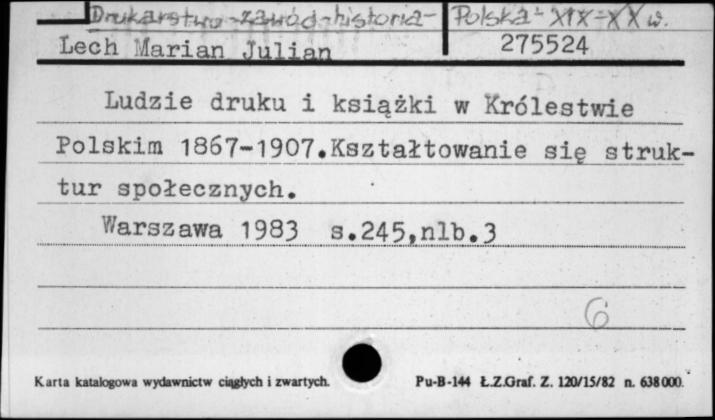 Drukarstwo-zawód-historia- Polska- XIX-XX w.
Lech Marian Julian 275524
Ludzie druku i książki w Królestwie
Polskim 1867-1907.Kształtowanie się struk-
tur społecznych.
Warszawa 1983 s.245,nlb.3
6
Karta katalogowa wydawnictw ciągłych i zwartych. Pu-B-144 Ł.Z.Graf. Z. 120/15/82 n. 638000.